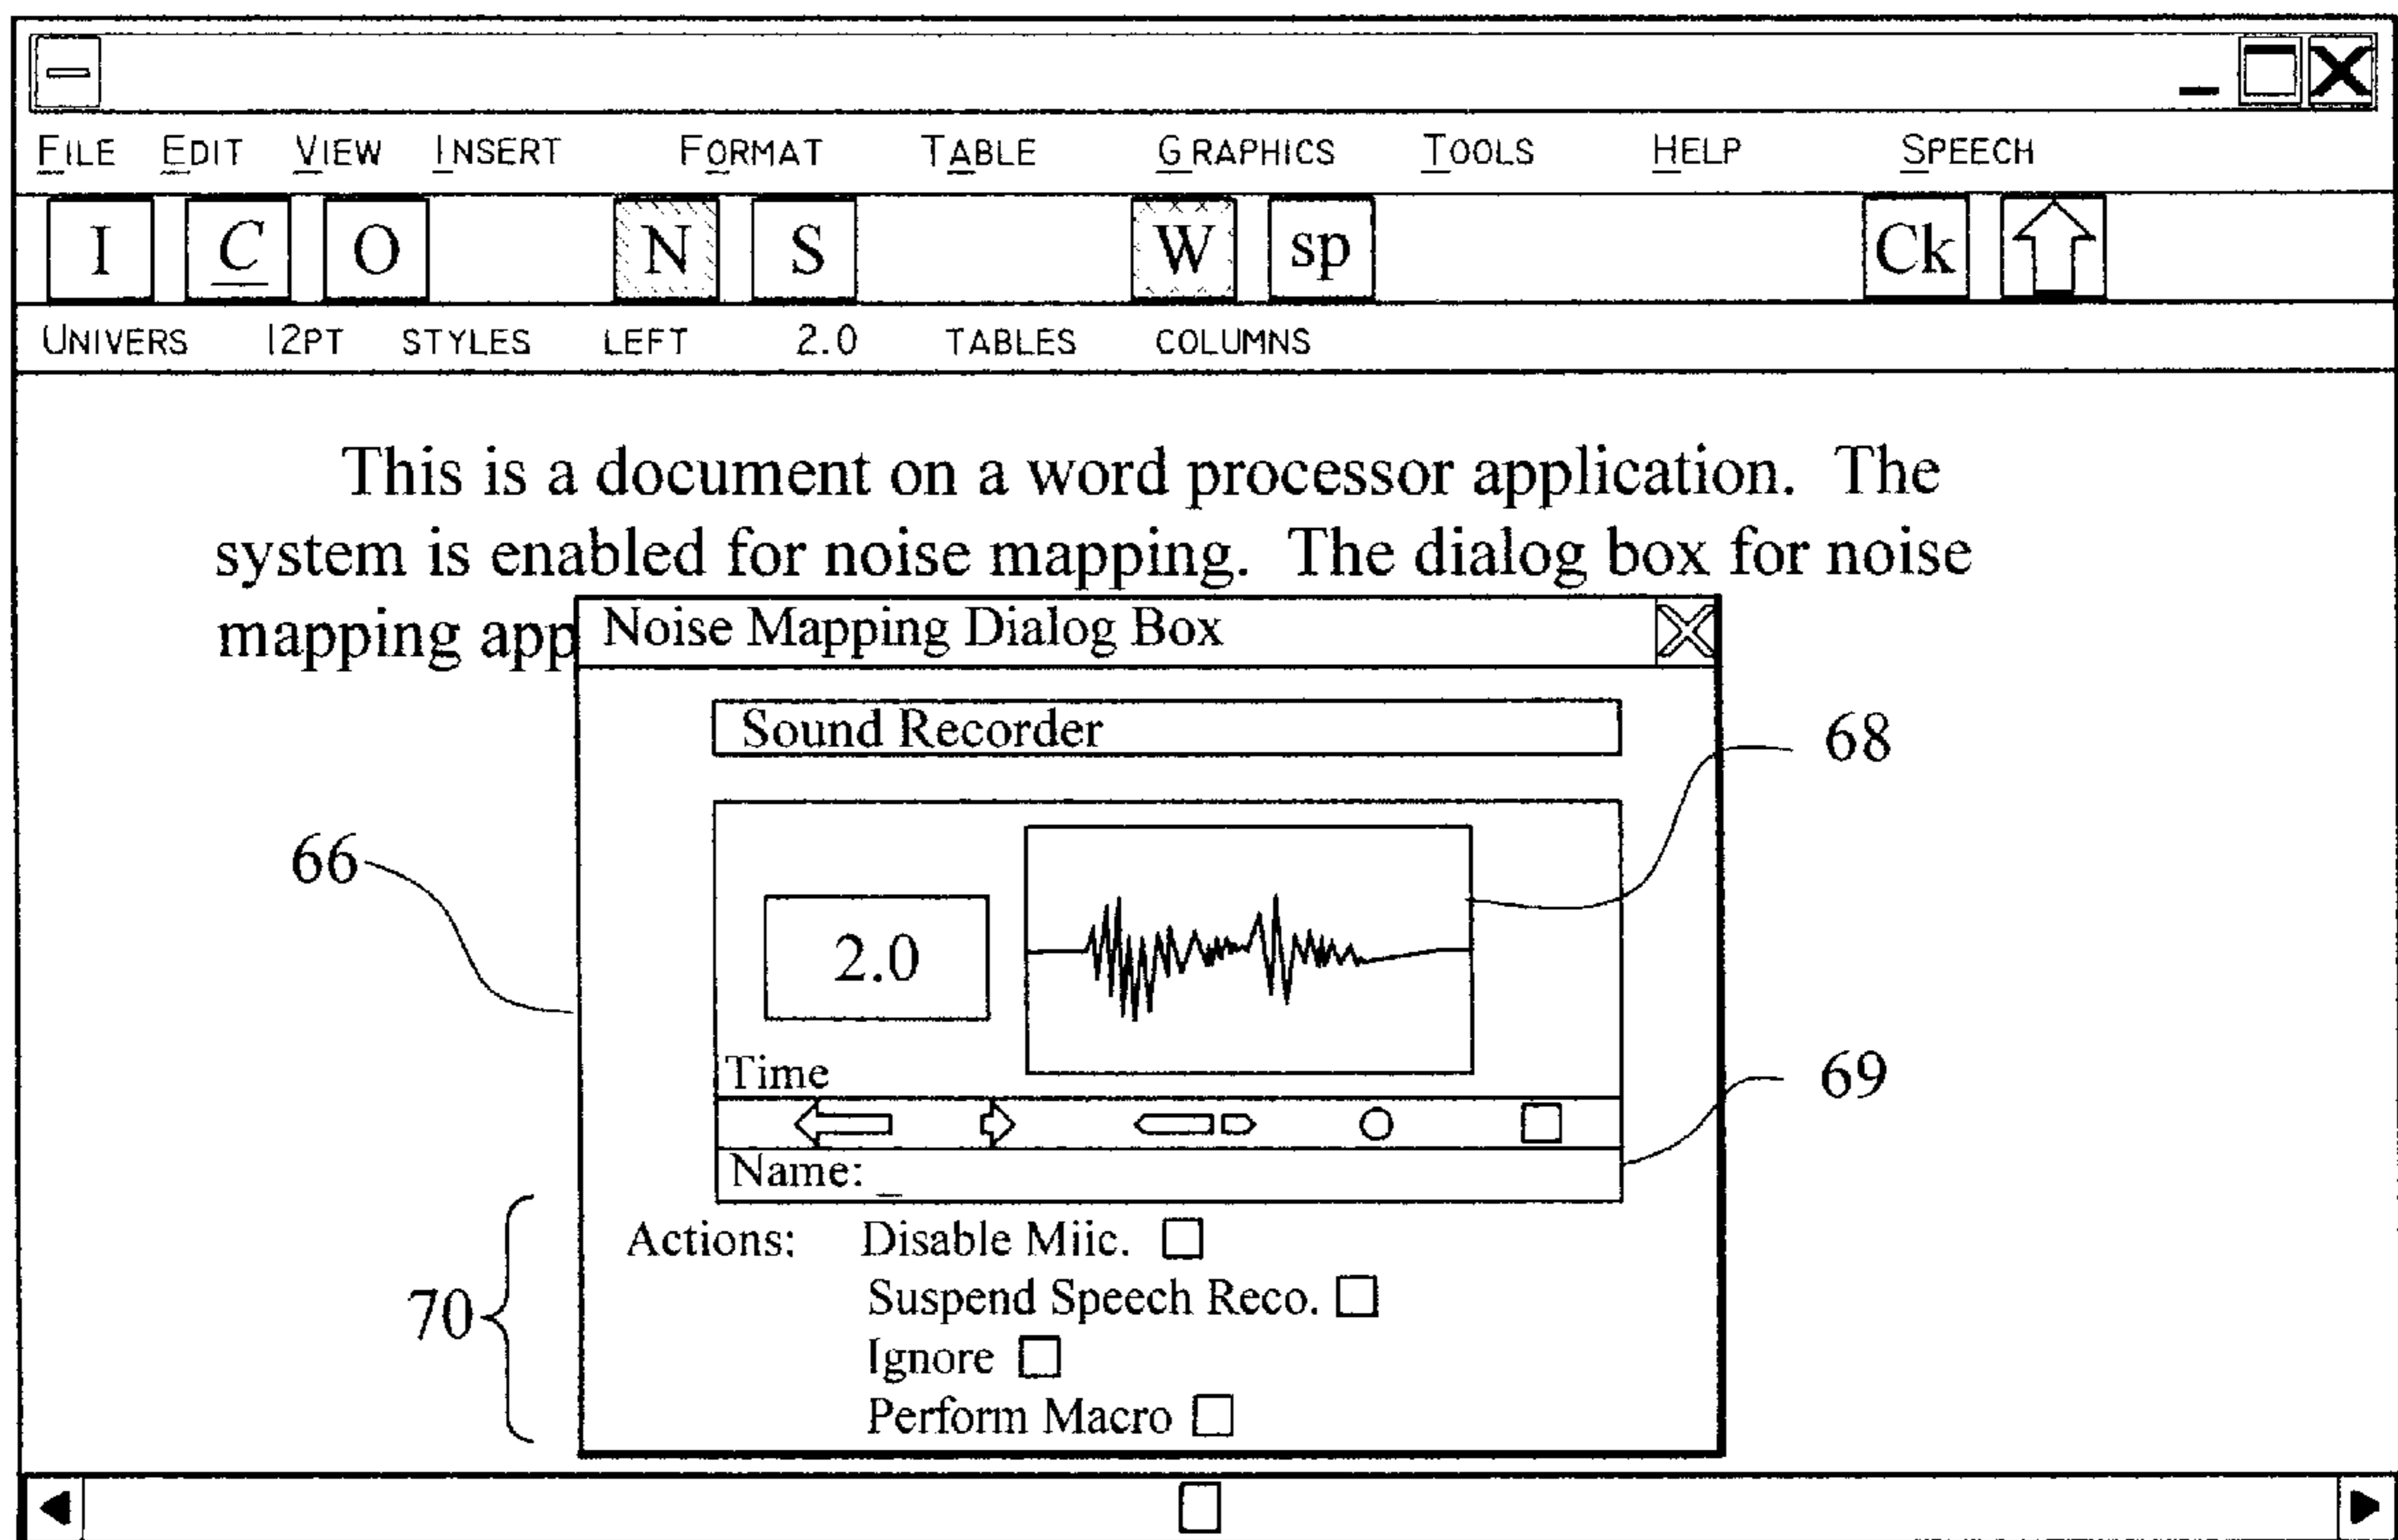 FILE EDIT VIEW INSERT FORMAT TABLE GRAPHICS TOOLS HELP SPEECH
I C O N S W sp Ck
UNIVERS 12PT STYLES LEFT 2.0 TABLES COLUMNS
This is a document on a word processor application. The
system is enabled for noise mapping. The dialog box for noise
mapping app
Noise Mapping Dialog Box
Sound Recorder
68
66
2.0
Time
69
Name: _
Actions: Disable Miic.
Suspend Speech Reco.
70
Ignore
Perform Macro